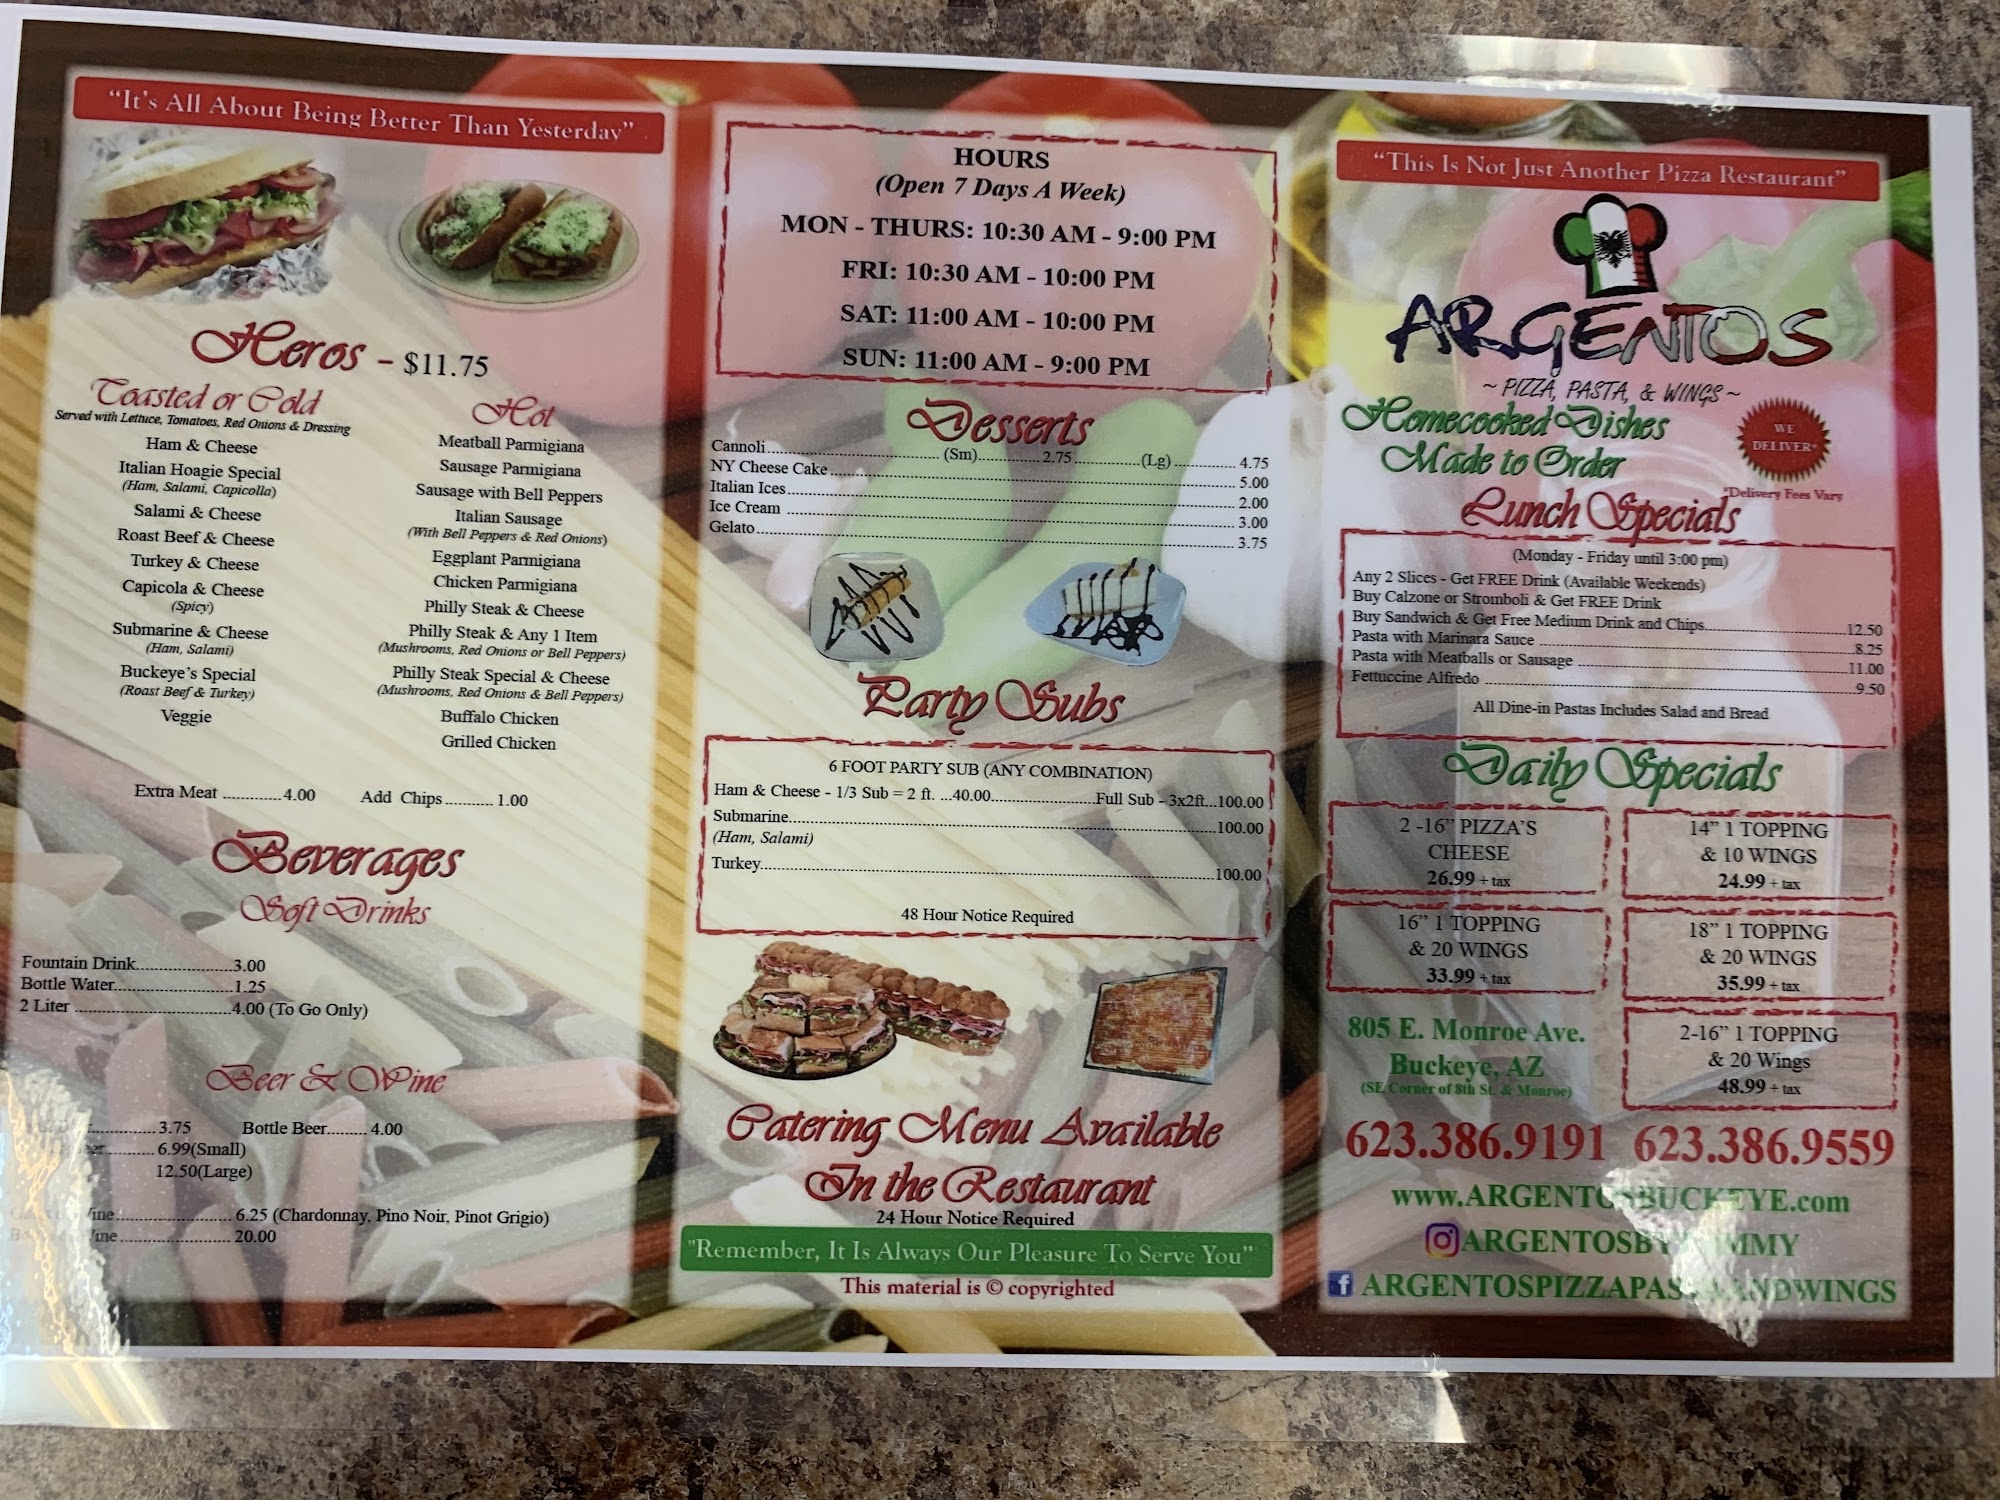 "It's All About Being Better Than Yesterday"
Heros - $11.75
Toasted or Cold
Served with Lettuce, Tomatoes, Red Onions & Dressing
Ham & Cheese
Italian Hoagie Special
(Ham, Salami, Capicolla)
Salami & Cheese
Roast Beef & Cheese
Turkey & Cheese
Capicola & Cheese
(Spicy)
Submarine & Cheese
(Ham, Salami)
Buckeye's Special
(Roast Beef & Turkey)
Veggie
Hot
Meatball Parmigiana
Sausage Parmigiana
Sausage with Bell Peppers
Italian Sausage
(With Bell Peppers & Red Onions)
Eggplant Parmigiana
Chicken Parmigiana
Philly Steak & Cheese
Philly Steak & Any 1 Item
(Mushrooms, Red Onions or Bell Peppers)
Philly Steak Special & Cheese
(Mushrooms, Red Onions & Bell Peppers)
Buffalo Chicken
Grilled Chicken
Extra Meat ............. 4.00 Add Chips .......... 1.00
Beverages
Soft Drinks
Fountain Drink......................3.00
Bottle Water...........................1.25
2 Liter ...................................4.00 (To Go Only)
Beer & Wine
.............. 3.75 Bottle Beer......... 4.00
........... 6.99(Small)
12.50(Large)
.......................... 6.25 (Chardonnay, Pino Noir, Pinot Grigio)
......................... 20.00
HOURS
(Open 7 Days A Week)
MON - THURS: 10:30 AM - 9:00 PM
FRI: 10:30 AM - 10:00 PM
SAT: 11:00 AM - 10:00 PM
SUN: 11:00 AM - 9:00 PM
Desserts
Cannoli....................................... (Sm)..............2.75...............(Lg) .............. 4.75
NY Cheese Cake ........................................ 5.00
Italian Ices........................................ 2.00
Ice Cream ........................................ 3.00
Gelato........................................ 3.75
Party Subs
6 FOOT PARTY SUB (ANY COMBINATION)
Ham & Cheese - 1/3 Sub = 2 ft. ...40.00.......................Full Sub - 3x2ft...100.00
Submarine........................................100.00
(Ham, Salami)
Turkey........................................100.00
48 Hour Notice Required
Catering Menu Available
In the Restaurant
24 Hour Notice Required
"Remember, It Is Always Our Pleasure To Serve You"
This material is © copyrighted
"This Is Not Just Another Pizza Restaurant"
ARGENTOS
~ PIZZA, PASTA, & WINGS ~
Homecooked Dishes
Made to Order
WE
DELIVER*
*Delivery Fees Vary
Lunch Specials
(Monday - Friday until 3:00 pm)
Any 2 Slices - Get FREE Drink (Available Weekends)
Buy Calzone or Stromboli & Get FREE Drink
Buy Sandwich & Get Free Medium Drink and Chips................................12.50
Pasta with Marinara Sauce ........................................8.25
Pasta with Meatballs or Sausage ........................................11.00
Fettuccine Alfredo ........................................9.50
All Dine-in Pastas Includes Salad and Bread
Daily Specials
2 -16" PIZZA'S
CHEESE
26.99 + tax
14" 1 TOPPING
& 10 WINGS
24.99 + tax
16" 1 TOPPING
& 20 WINGS
33.99 + tax
18" 1 TOPPING
& 20 WINGS
35.99 + tax
2-16" 1 TOPPING
& 20 Wings
48.99 + tax
805 E. Monroe Ave.
Buckeye, AZ
(SE Corner of 8th St. & Monroe)
623.386.9191 623.386.9559
www.ARGENTOSBUCKEYE.com